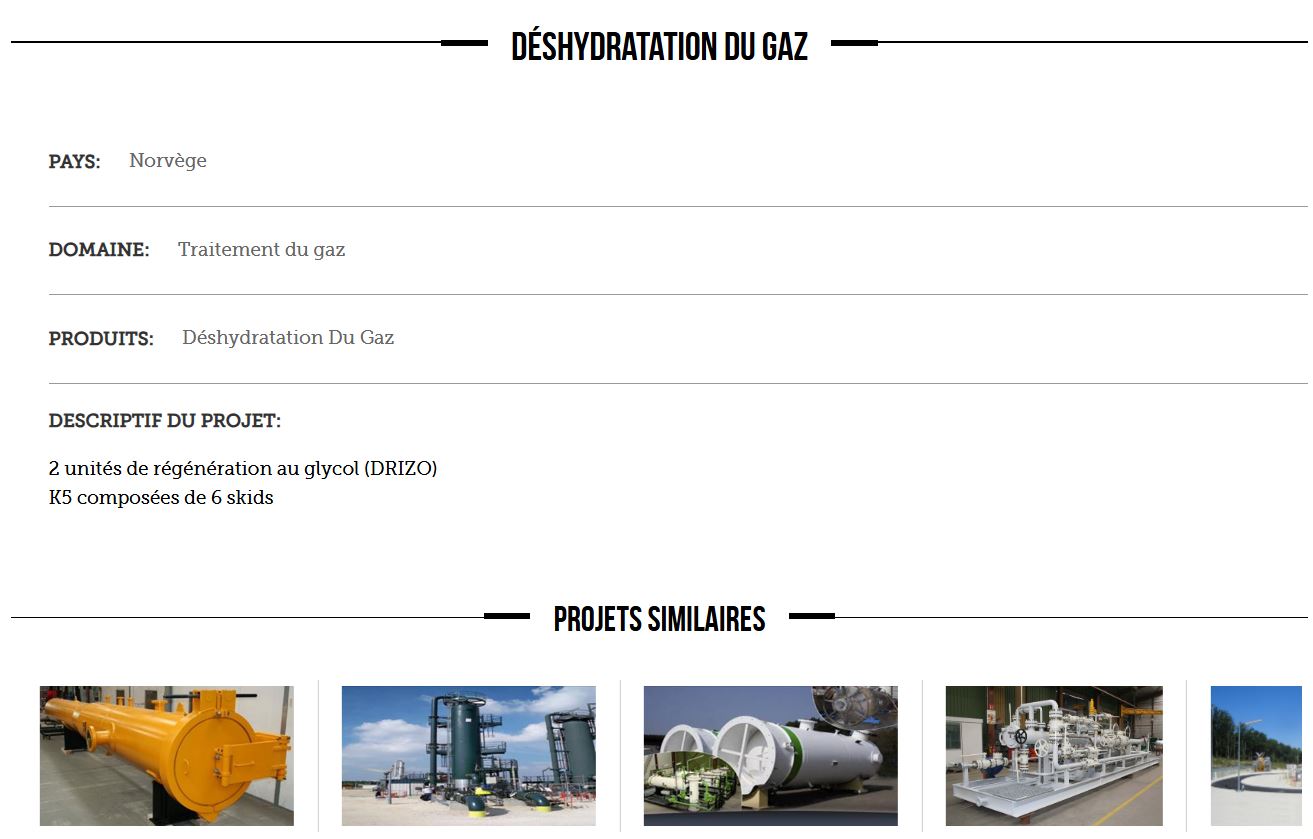 DÉSHYDRATATION DU GAZ
PAYS: Norvège
DOMAINE: Traitement du gaz
PRODUITS: Déshydratation Du Gaz
DESCRIPTIF DU PROJET:
2 unités de régénération au glycol (DRIZO)
K5 composées de 6 skids
PROJETS SIMILAIRES